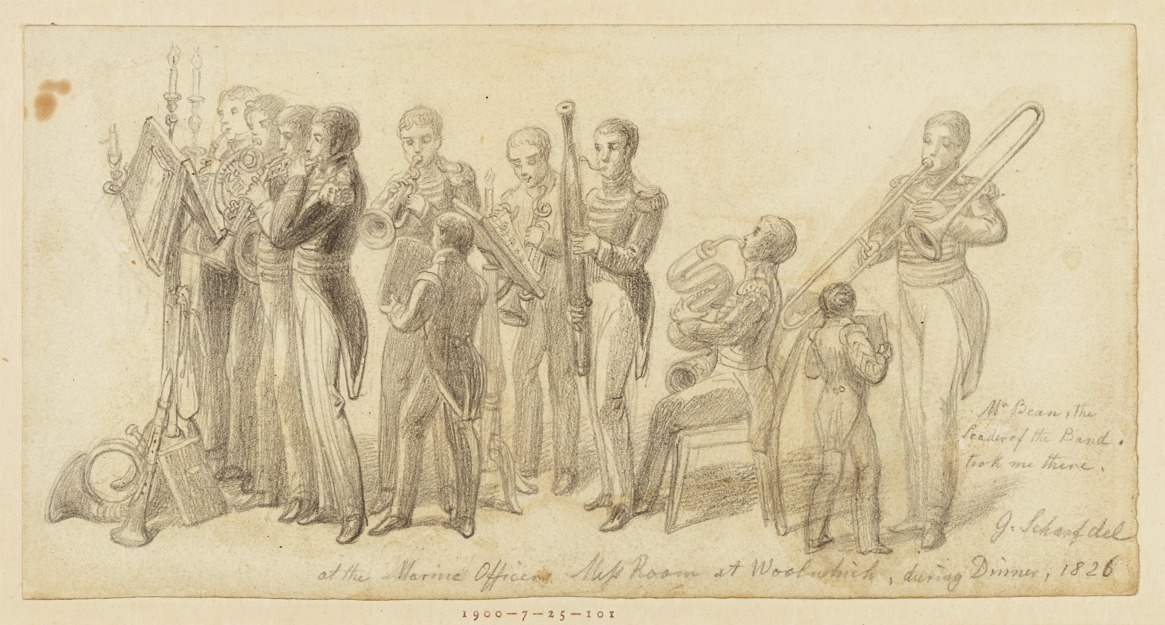 Mr Bean, the
Leader of the Band.
took me there.
G. Scharf del
at the Marine Officers Mess Room at Woolwhich, during Dinner, 1826
1900-7-25-101